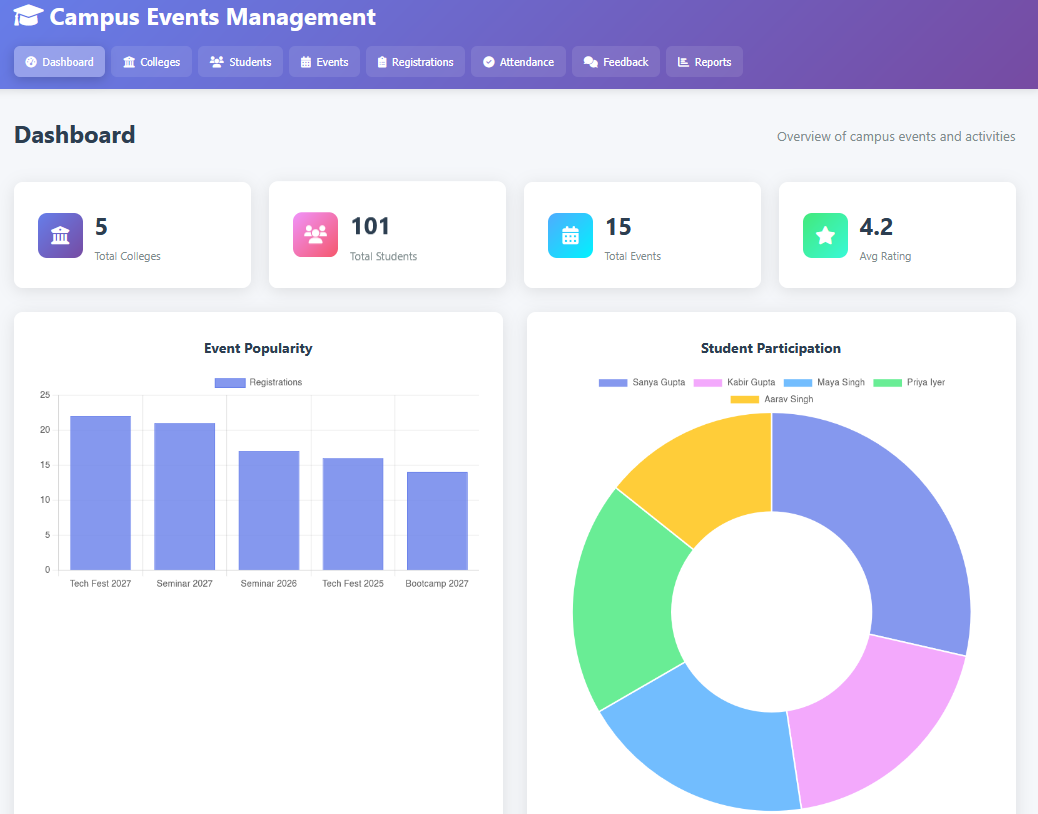 Campus Events Management
Dashboard Colleges Students Events Registrations Attendance Feedback Reports
Dashboard
Overview of campus events and activities
5
Total Colleges
101
Total Students
15
Total Events
4.2
Avg Rating
Event Popularity
Registrations
25
20
15
10
5
0
Tech Fest 2027 Seminar 2027 Seminar 2026 Tech Fest 2025 Bootcamp 2027
Student Participation
Sanya Gupta Kabir Gupta Maya Singh Priya Iyer
Aarav Singh